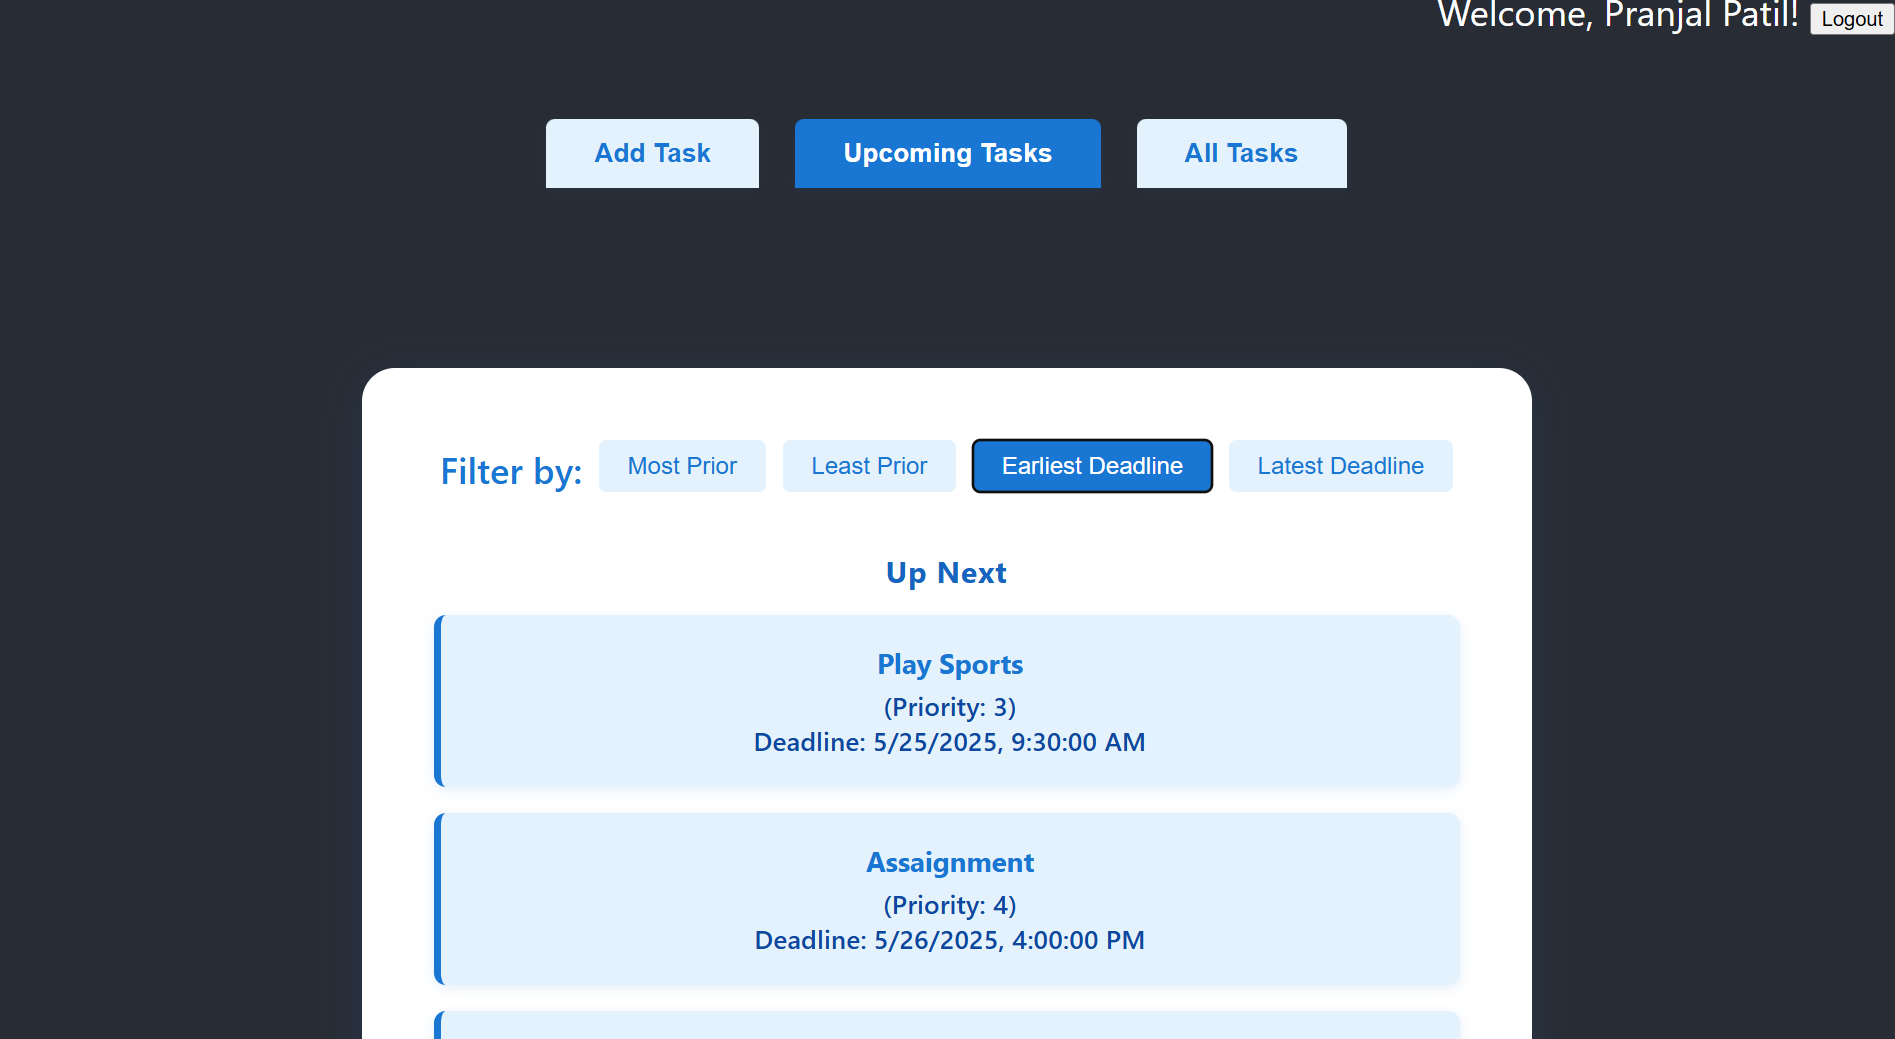 Welcome, Pranjal Patil! Logout
Add Task Upcoming Tasks All Tasks
Filter by: Most Prior Least Prior Earliest Deadline Latest Deadline
Up Next
Play Sports
(Priority: 3)
Deadline: 5/25/2025, 9:30:00 AM
Assaignment
(Priority: 4)
Deadline: 5/26/2025, 4:00:00 PM